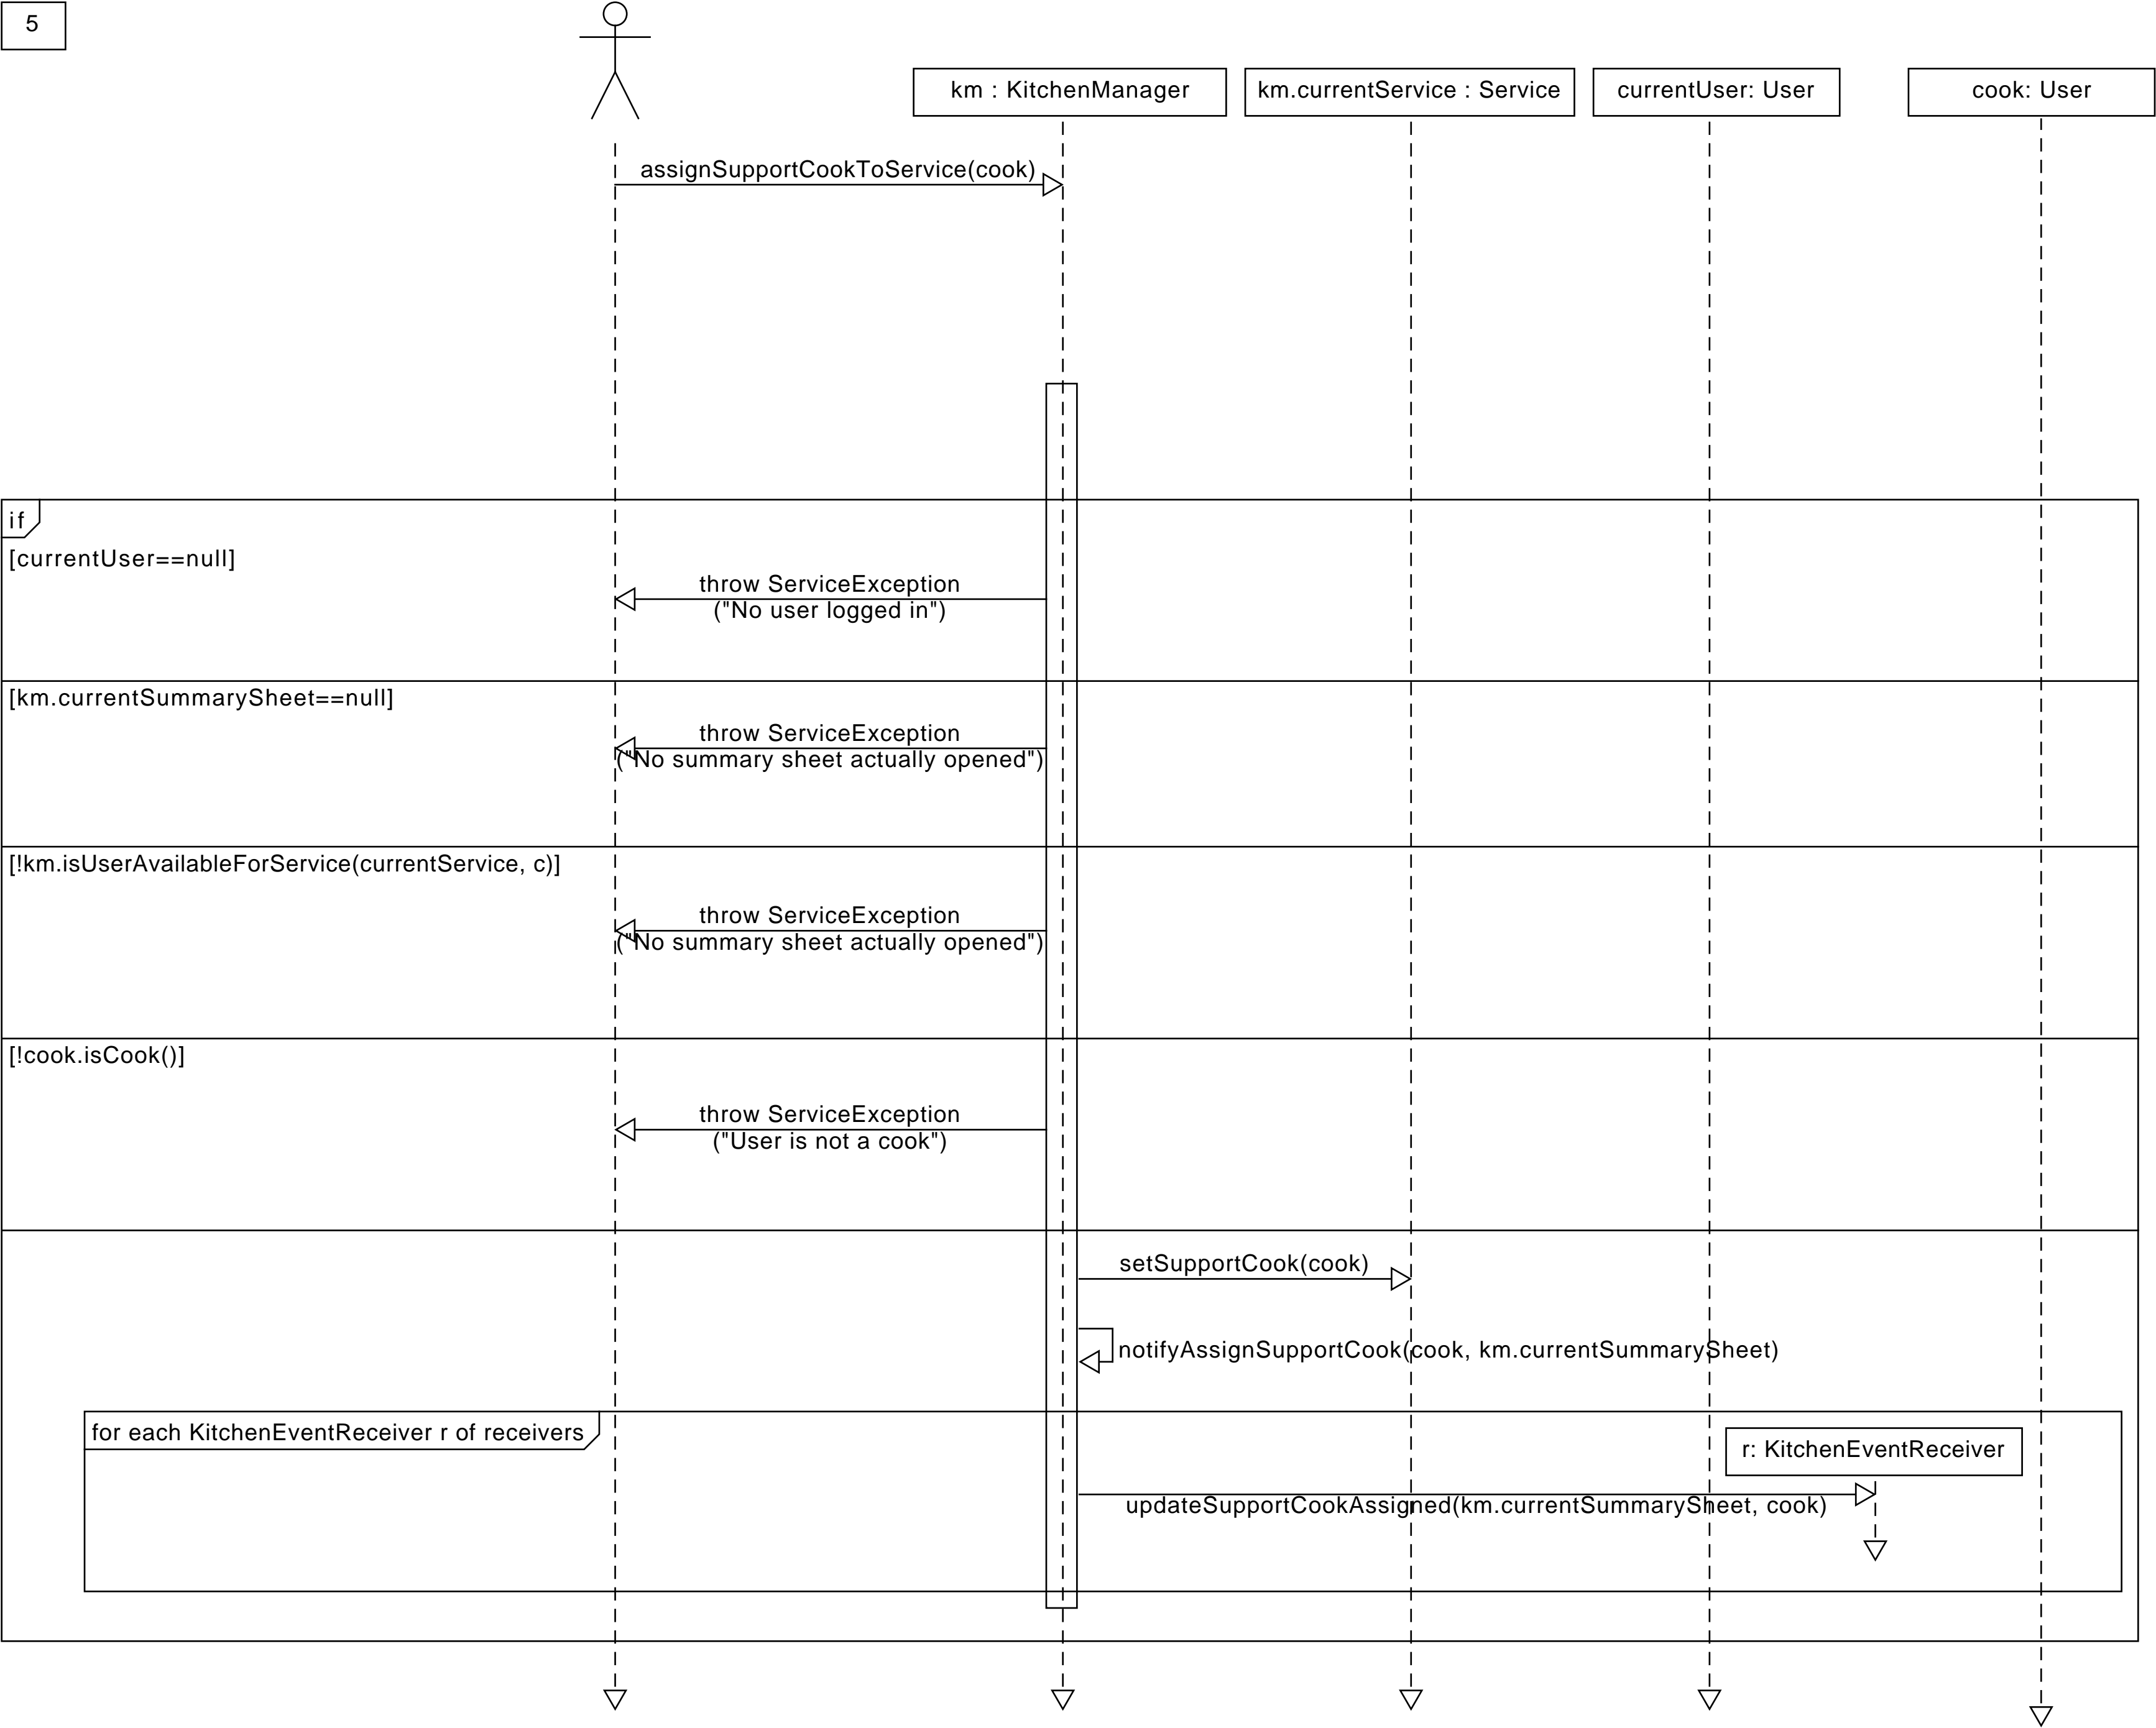 5
km : KitchenManager
km.currentService : Service
currentUser: User
cook: User
assignSupportCookToService(cook)
if
[currentUser==null]
throw ServiceException
("No user logged in")
[km.currentSummarySheet==null]
throw ServiceException
("No summary sheet actually opened")
[!km.isUserAvailableForService(currentService, c)]
throw ServiceException
("No summary sheet actually opened")
[!cook.isCook()]
throw ServiceException
("User is not a cook")
setSupportCook(cook)
notifyAssignSupportCook(cook, km.currentSummarySheet)
for each KitchenEventReceiver r of receivers
r: KitchenEventReceiver
updateSupportCookAssigned(km.currentSummarySheet, cook)